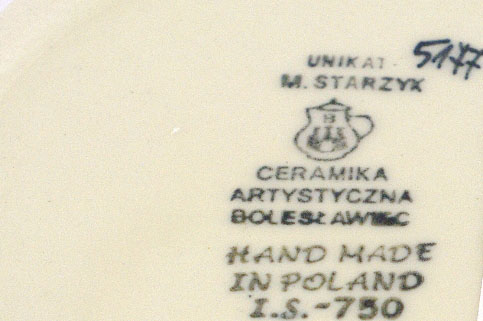 UNIKAT
5177
M. STARZYK
B
CERAMIKA
ARTYSTYCZNA
BOLESŁAWIEC
HAND MADE
IN POLAND
I.S.-750